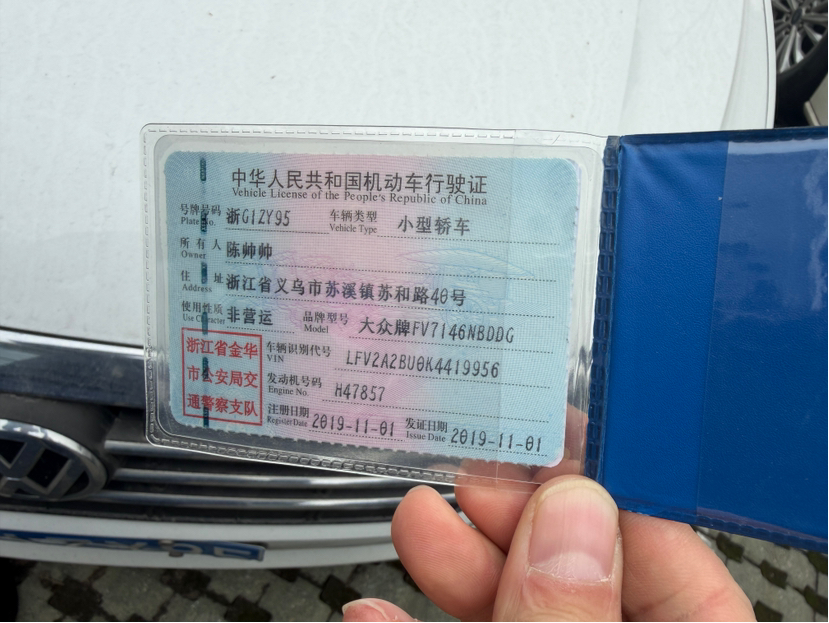 中华人民共和国机动车行驶证
Vehicle License of the People's Republic of China
号牌号码 浙G1ZY95 车辆类型 小型轿车
Plate No. Vehicle Type
所有人 陈帅帅
Owner
住址 浙江省义乌市苏溪镇苏和路40号
Address
使用性质 非营运 品牌型号 大众牌FV7146NBDDG
Use Character Model
浙江省金华
市公安局交
通警察支队
车辆识别代号 LFV2A2BU0K4419956
VIN
发动机号码 H47857
Engine No.
注册日期 2019-11-01 发证日期 2019-11-01
Register Date Issue Date